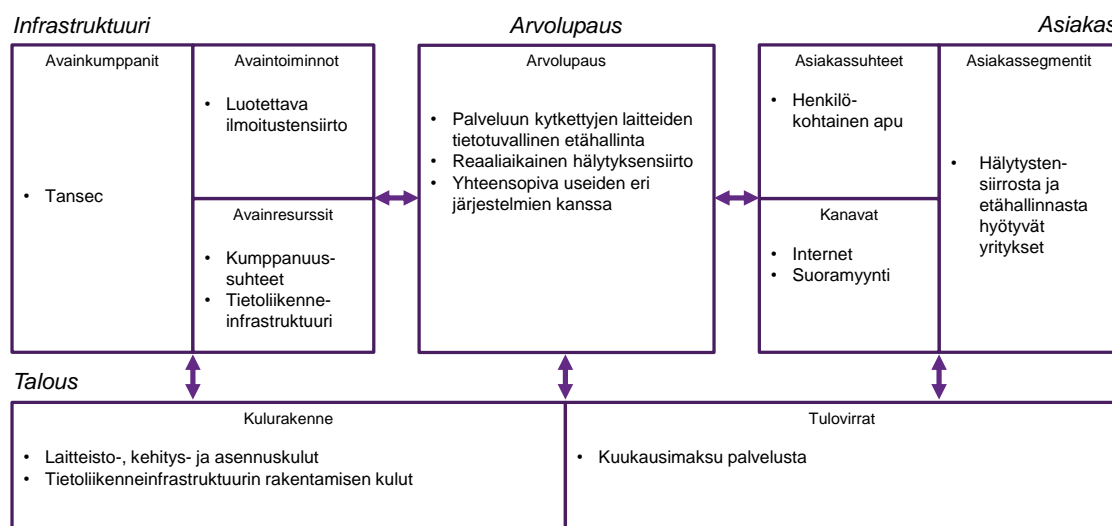 Infrastruktuuri
Arvolupaus
Asiakas
Avainkumppanit
• Tansec
Avaintoiminnot
• Luotettava
ilmoitustensiirto
Avainresurssit
• Kumppanuus-
suhteet
• Tietoliikenne-
infrastruktuuri
Arvolupaus
• Palveluun kytkettyjen laitteiden
tietotuvallinen etähallinta
• Reaaliaikainen hälytyksensiirto
• Yhteensopiva useiden eri
järjestelmien kanssa
Asiakassuhteet
• Henkilö-
kohtainen apu
Kanavat
• Internet
• Suoramyynti
Asiakassegmentit
• Hälytysten-
siirrosta ja
etähallinnasta
hyötyvät
yritykset
Talous
Kulurakenne
• Laitteisto-, kehitys- ja asennuskulut
• Tietoliikenneinfrastruktuurin rakentamisen kulut
Tulovirrat
• Kuukausimaksu palvelusta